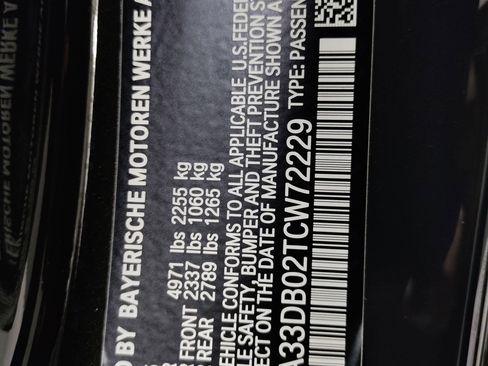 D BY BAYERISCHE MOTOREN WERKE A
4971 lbs 2255 kg
FRONT 2337 lbs 1060 kg
REAR 2789 lbs 1265 kg
VEHICLE CONFORMS TO ALL APPLICABLE U.S.FEDE
LE SAFETY, BUMPER AND THEFT PREVENTION S
ECT ON THE DATE OF MANUFACTURE SHOWN A
A33DB02TCW72229 TYPE: PASSEN